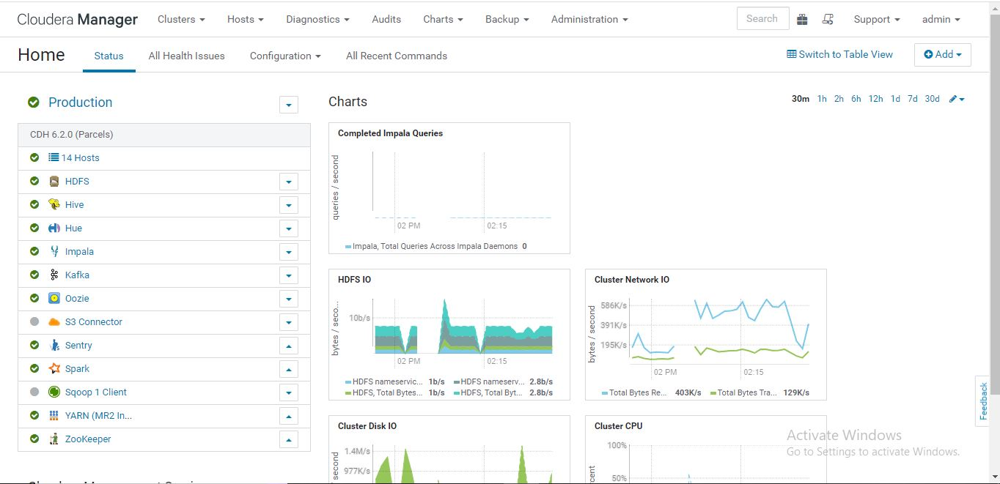 Cloudera Manager Clusters Hosts Diagnostics Audits Charts Backup Administration Search Support admin
Home Status All Health Issues Configuration All Recent Commands Switch to Table View Add
Production
CDH 6.2.0 (Parcels)
14 Hosts
HDFS
Hive
Hue
Impala
Kafka
Oozie
S3 Connector
Sentry
Spark
Sqoop 1 Client
YARN (MR2 In...
ZooKeeper
Charts
30m 1h 2h 6h 12h 1d 7d 30d
Completed Impala Queries
queries / second
02 PM 02:15
Impala, Total Queries Across Impala Daemons 0
HDFS IO
bytes / seco...
10b/s
02 PM 02:15
HDFS nameservic... 1b/s HDFS nameserv... 2.8b/s
HDFS, Total Bytes... 1b/s HDFS, Total Byt... 2.8b/s
Cluster Network IO
bytes / second
586K/s
391K/s
195K/s
02 PM 02:15
Total Bytes Re... 403K/s Total Bytes Tra... 129K/s
Cluster Disk IO
second
1.4M/s
977K/s
Cluster CPU
100%
50%
Feedback
Activate Windows
Go to Settings to activate Windows.